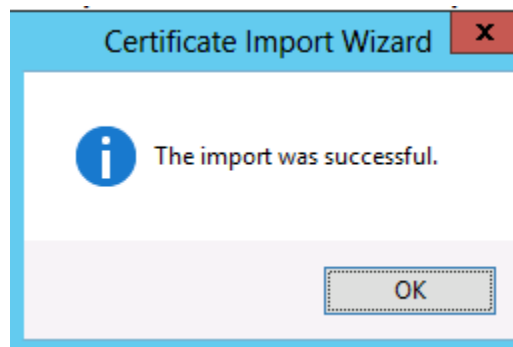 Certificate Import Wizard
x
The import was successful.
OK